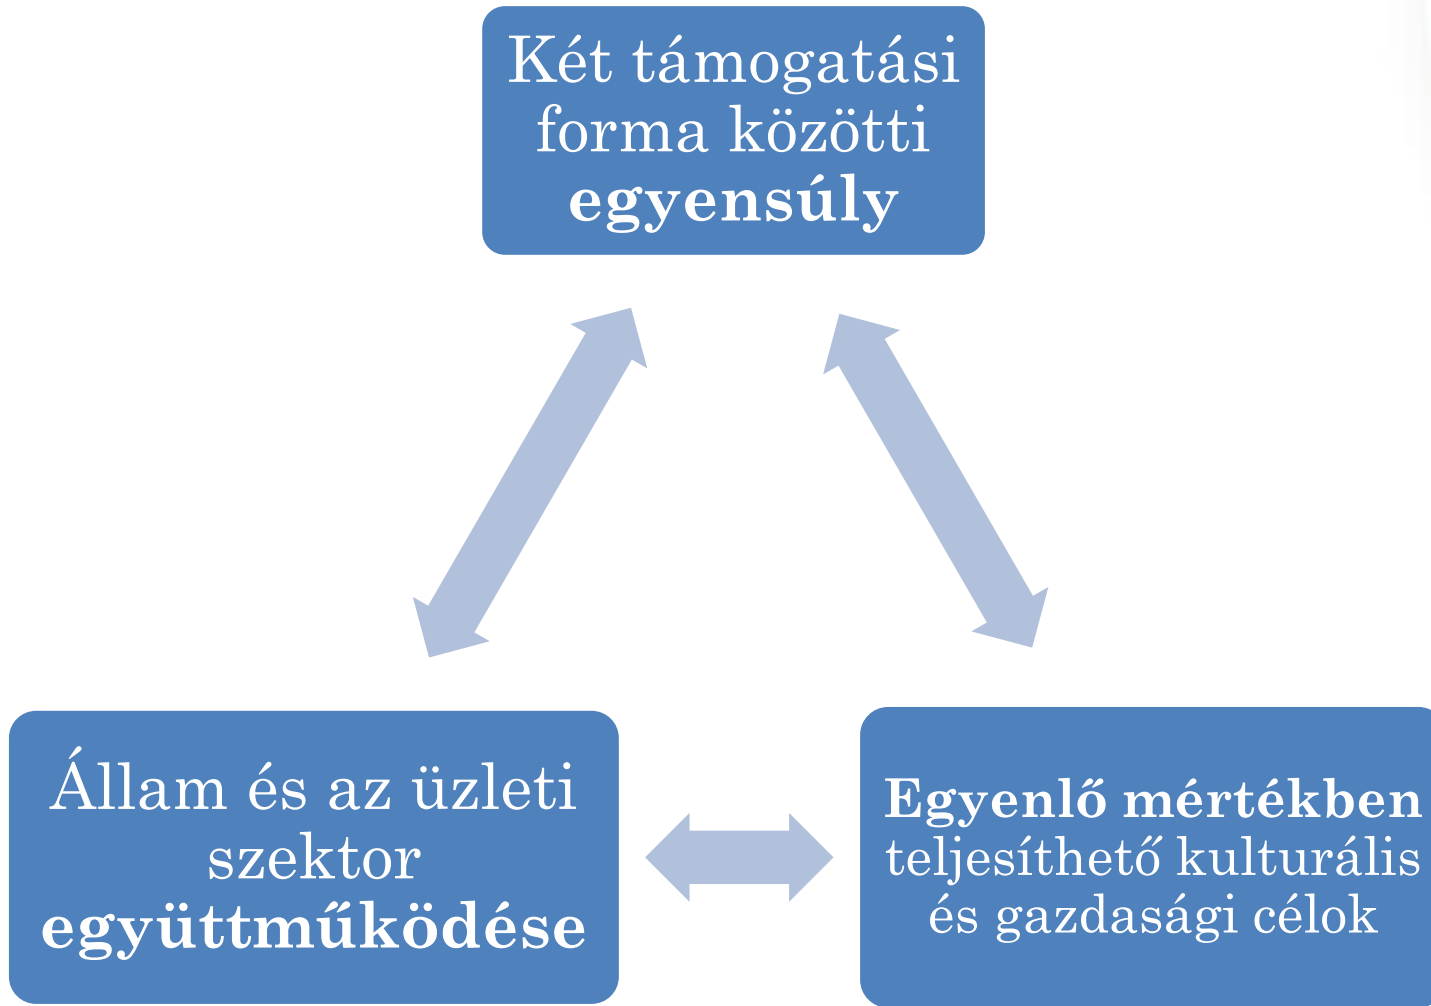 Két támogatási
forma közötti
egyensúly
Állam és az üzleti
szektor
együttműködése
Egyenlő mértékben
teljesíthető kulturális
és gazdasági célok